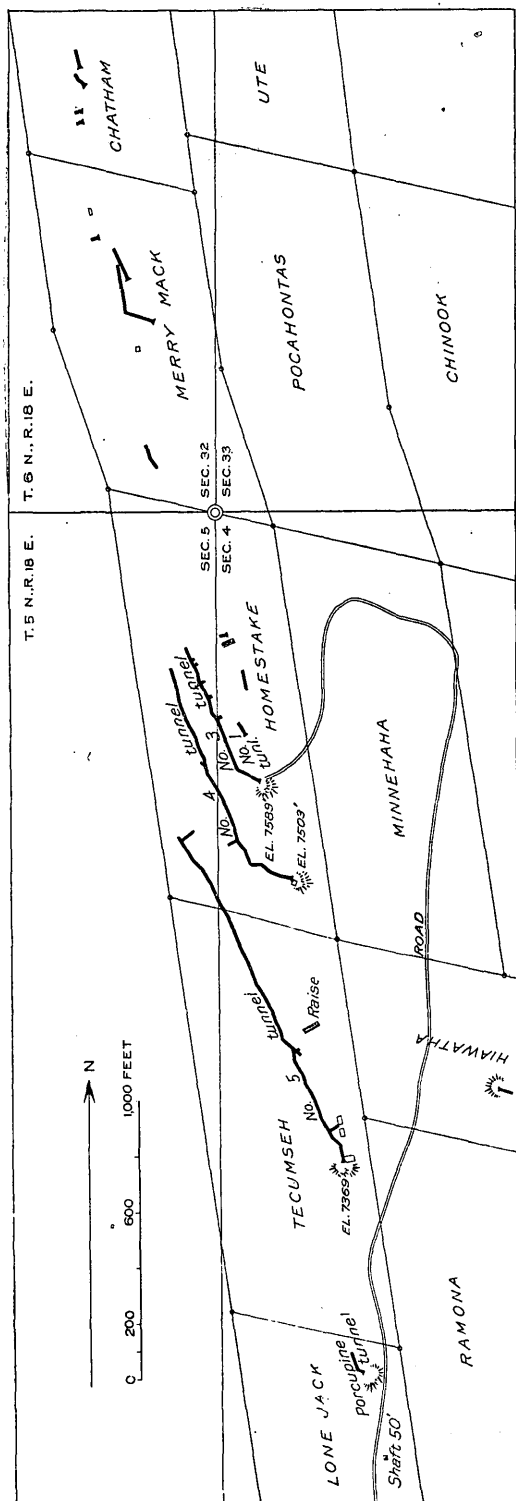 T. 5 N., R. 18 E.
T. 6 N., R. 18 E.
CHATHAM
MERRY MACK
UTE
SEC. 5
SEC. 32
SEC. 4
SEC. 33
POCAHONTAS
CHINOOK
No. 4 tunnel
No. 3 tunnel
No. 1
tunl.
HOMESTAKE
EL. 7589'
EL. 7503'
MINNEHAHA
ROAD
N
0 200 600 1,000 FEET
No. 5 tunnel
Raise
TECUMSEH
EL. 7369'
HIAWATHA
LONE JACK
Porcupine
tunnel
Shaft 50'
RAMONA